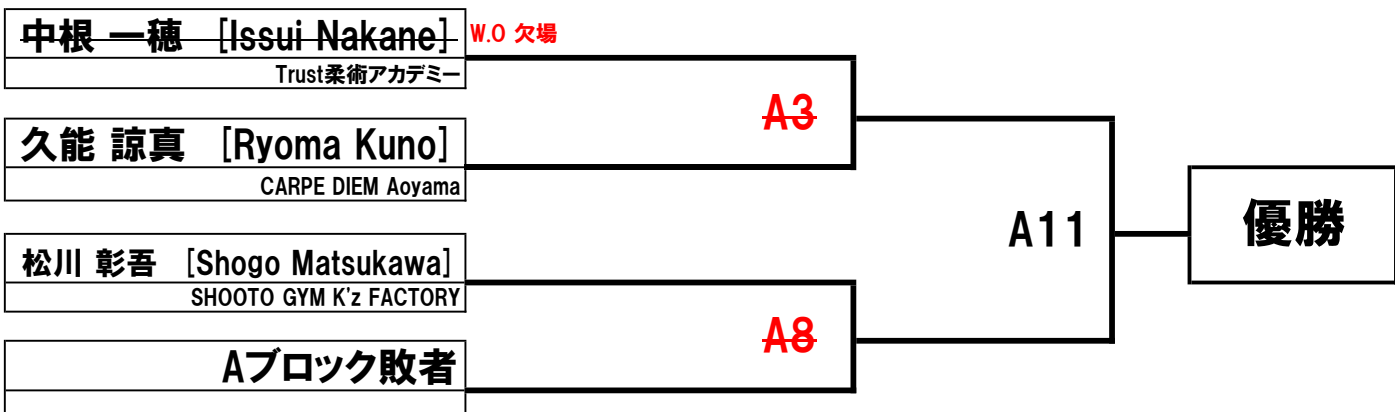 中根 一穂 [Issui Nakane]
W.O 欠場
Trust柔術アカデミー
A3
久能 諒真 [Ryoma Kuno]
CARPE DIEM Aoyama
A11
優勝
松川 彰吾 [Shogo Matsukawa]
SHOOTO GYM K'z FACTORY
A8
Aブロック敗者